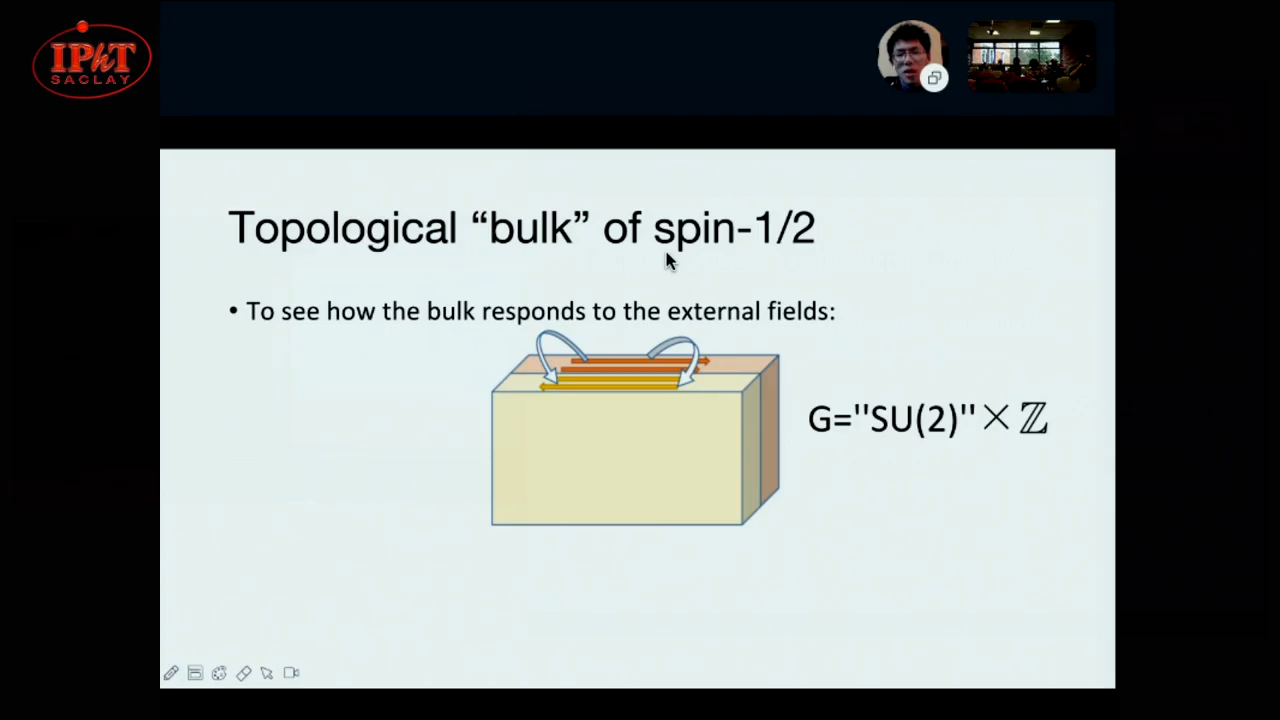 IPhT
SACLAY
Topological “bulk” of spin-1/2
• To see how the bulk responds to the external fields:
G=''SU(2)''×ℤ